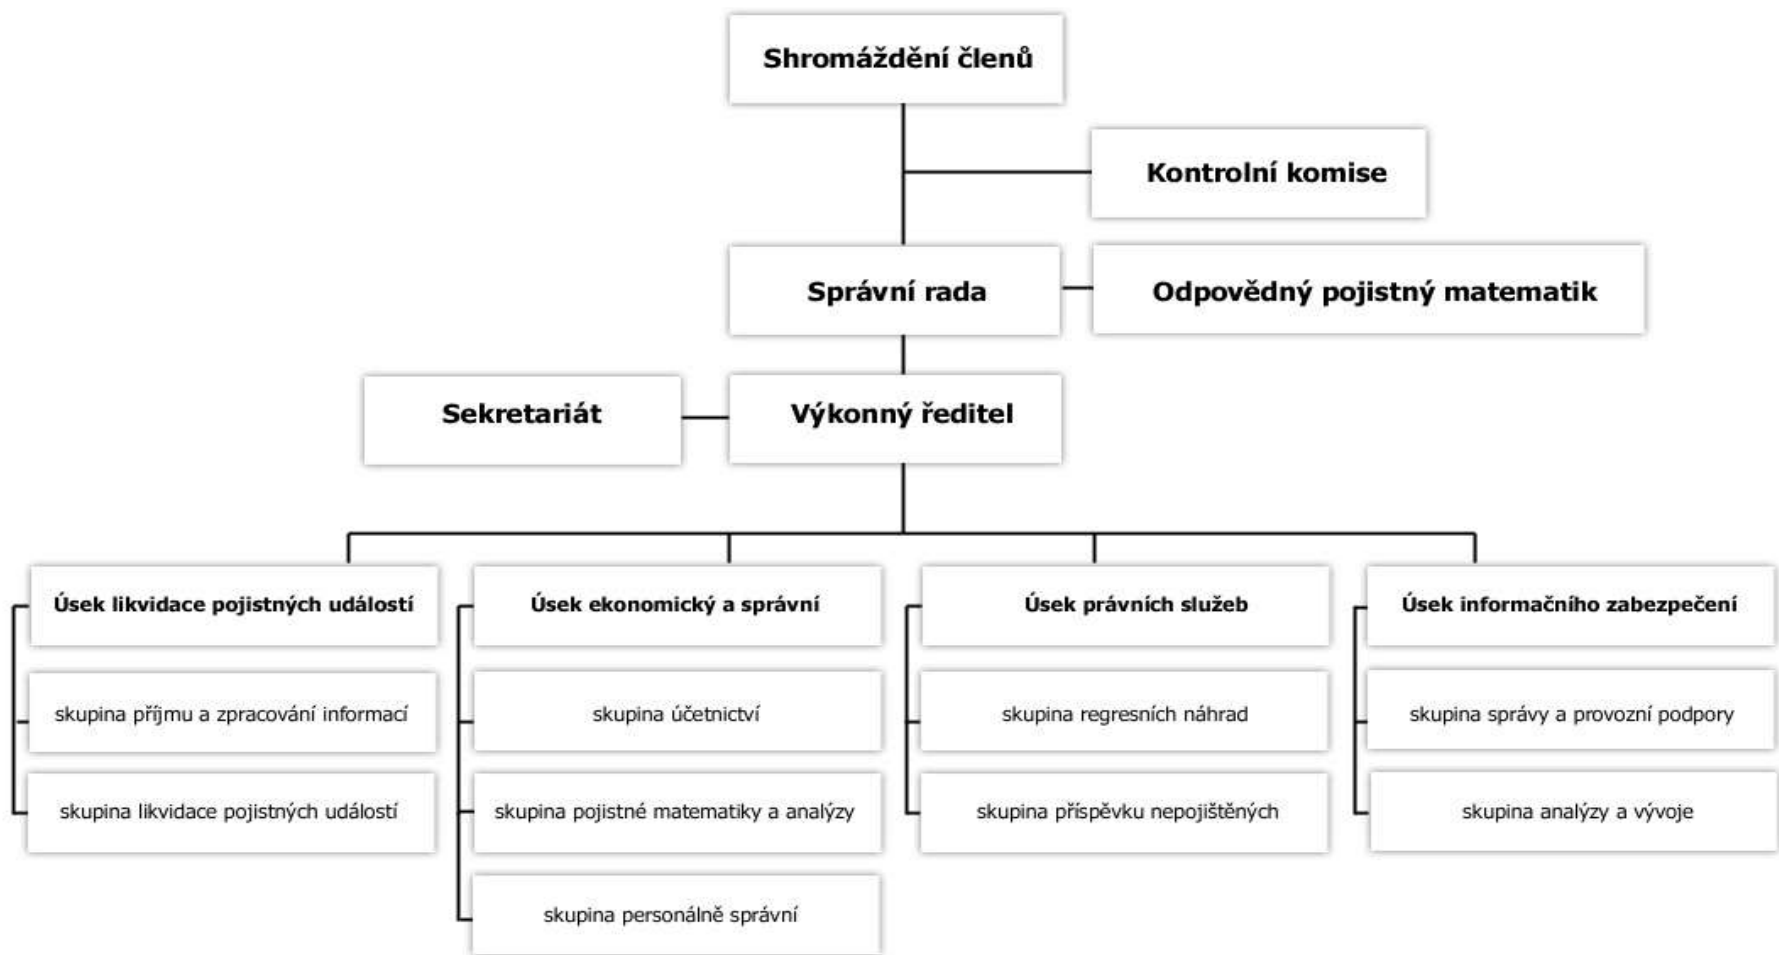 Shromáždění členů
Kontrolní komise
Správní rada
Odpovědný pojistný matematik
Sekretariát
Výkonný ředitel
Úsek likvidace pojistných událostí
Úsek ekonomický a správní
Úsek právních služeb
Úsek informačního zabezpečení
skupina příjmu a zpracování informací
skupina účetnictví
skupina regresních náhrad
skupina správy a provozní podpory
skupina likvidace pojistných událostí
skupina pojistné matematiky a analýzy
skupina příspěvku nepojištěných
skupina analýzy a vývoje
skupina personálně správní